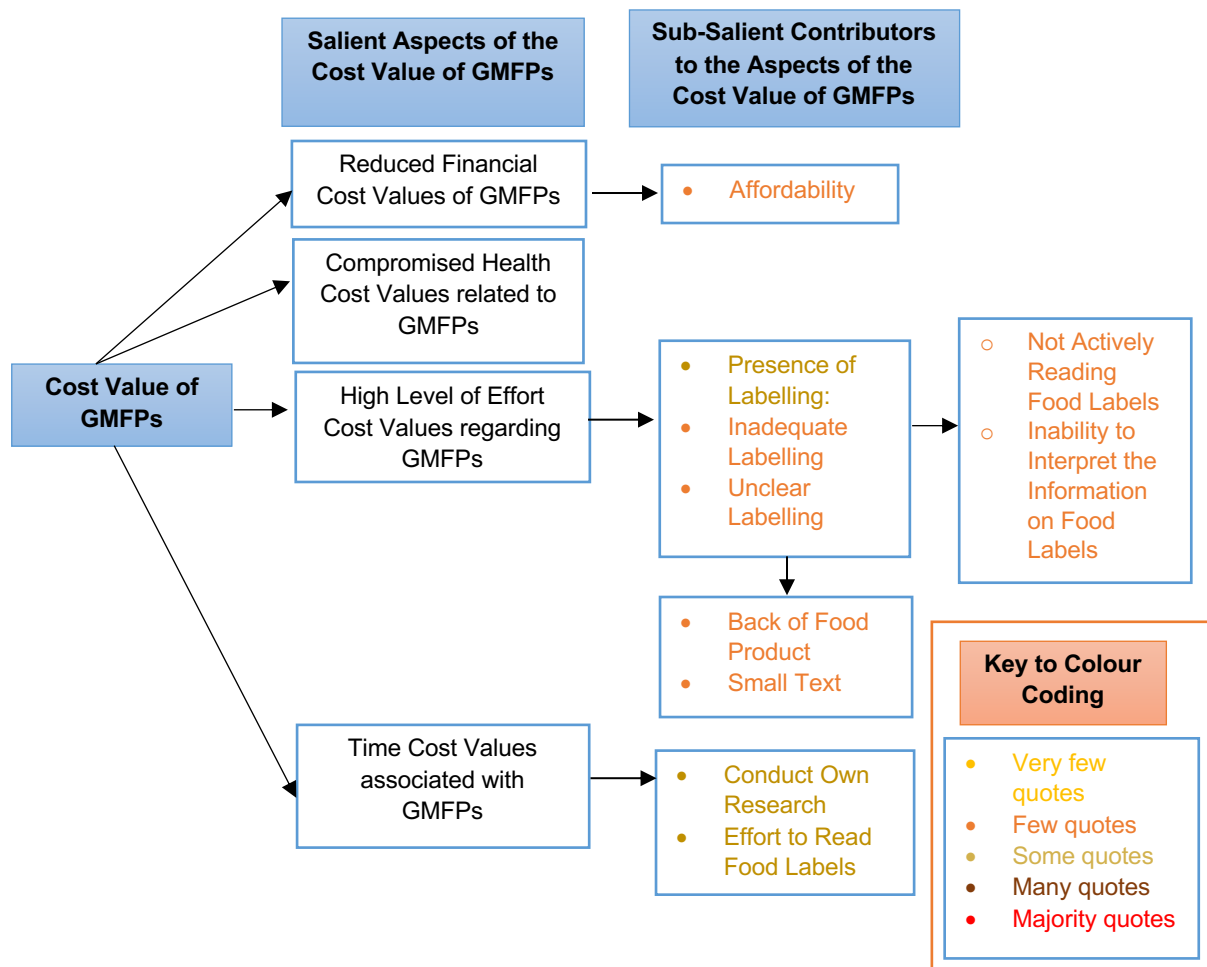 Salient Aspects of the
Cost Value of GMFPs
Sub-Salient Contributors
to the Aspects of the
Cost Value of GMFPs
Reduced Financial
Cost Values of GMFPs
• Affordability
Compromised Health
Cost Values related to
GMFPs
Cost Value of
GMFPs
High Level of Effort
Cost Values regarding
GMFPs
• Presence of
Labelling:
• Inadequate
Labelling
• Unclear
Labelling
○ Not Actively
Reading
Food Labels
○ Inability to
Interpret the
Information
on Food
Labels
• Back of Food
Product
• Small Text
Time Cost Values
associated with
GMFPs
• Conduct Own
Research
• Effort to Read
Food Labels
Key to Colour
Coding
• Very few
quotes
• Few quotes
• Some quotes
• Many quotes
• Majority quotes